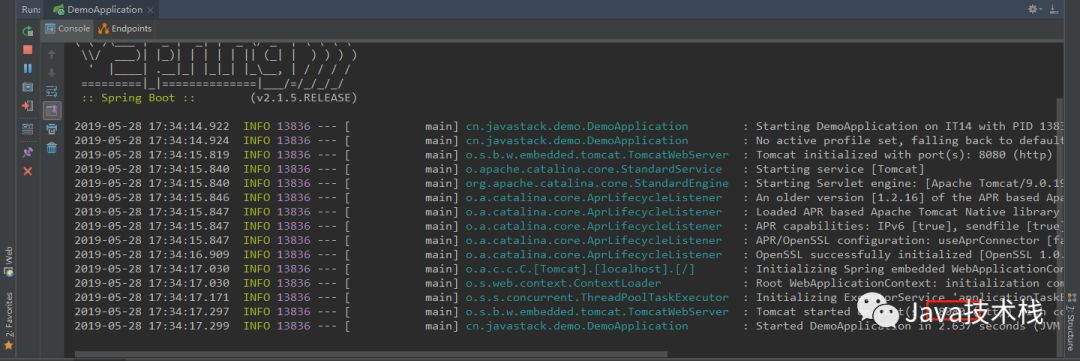 Run: DemoApplication
Console Endpoints
:: Spring Boot :: (v2.1.5.RELEASE)
2019-05-28 17:34:14.922 INFO 13836 --- [ main] cn.javastack.demo.DemoApplication : Starting DemoApplication on IT14 with PID 1383
2019-05-28 17:34:14.924 INFO 13836 --- [ main] cn.javastack.demo.DemoApplication : No active profile set, falling back to default
2019-05-28 17:34:15.819 INFO 13836 --- [ main] o.s.b.w.embedded.tomcat.TomcatWebServer : Tomcat initialized with port(s): 8080 (http)
2019-05-28 17:34:15.840 INFO 13836 --- [ main] o.apache.catalina.core.StandardService : Starting service [Tomcat]
2019-05-28 17:34:15.840 INFO 13836 --- [ main] org.apache.catalina.core.StandardEngine : Starting Servlet engine: [Apache Tomcat/9.0.19
2019-05-28 17:34:15.846 INFO 13836 --- [ main] o.a.catalina.core.AprLifecycleListener : An older version [1.2.16] of the APR based Apa
2019-05-28 17:34:15.847 INFO 13836 --- [ main] o.a.catalina.core.AprLifecycleListener : Loaded APR based Apache Tomcat Native library
2019-05-28 17:34:15.847 INFO 13836 --- [ main] o.a.catalina.core.AprLifecycleListener : APR capabilities: IPv6 [true], sendfile [true]
2019-05-28 17:34:15.847 INFO 13836 --- [ main] o.a.catalina.core.AprLifecycleListener : APR/OpenSSL configuration: useAprConnector [fa
2019-05-28 17:34:16.909 INFO 13836 --- [ main] o.a.catalina.core.AprLifecycleListener : OpenSSL successfully initialized [OpenSSL 1.0.
2019-05-28 17:34:17.030 INFO 13836 --- [ main] o.a.c.c.C.[Tomcat].[localhost].[/] : Initializing Spring embedded WebApplicationCon
2019-05-28 17:34:17.030 INFO 13836 --- [ main] o.s.web.context.ContextLoader : Root WebApplicationContext: initialization com
2019-05-28 17:34:17.171 INFO 13836 --- [ main] o.s.s.concurrent.ThreadPoolTaskExecutor : Initializing ExecutorService 'applicationTaskE
2019-05-28 17:34:17.297 INFO 13836 --- [ main] o.s.b.w.embedded.tomcat.TomcatWebServer : Tomcat started
2019-05-28 17:34:17.299 INFO 13836 --- [ main] cn.javastack.demo.DemoApplication : Started DemoApplication in 2.637 seconds (JVM
Java技术栈
Web
2: Favorites
Z: Structure